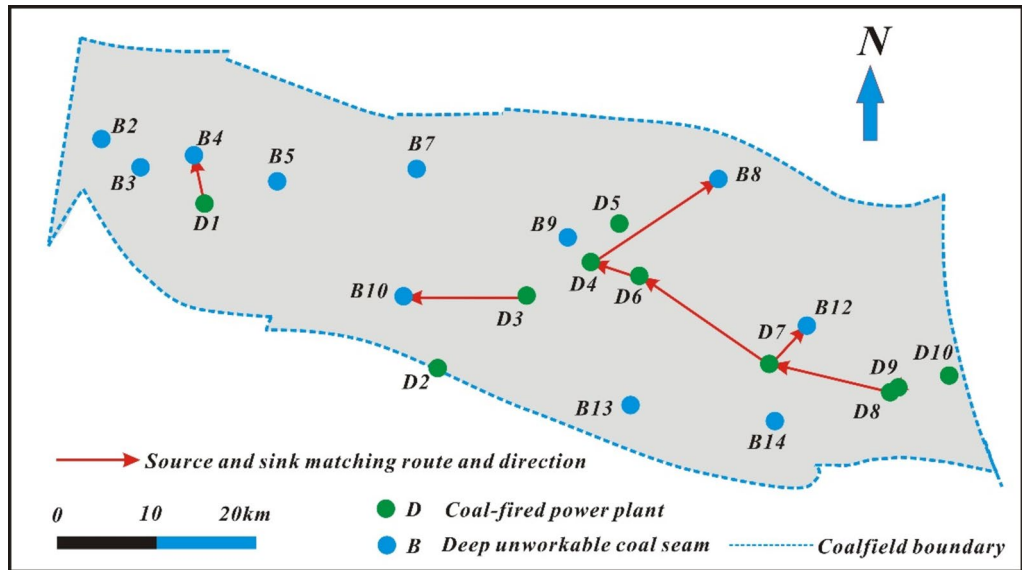 N
B2
B4
B7
B3
B5
B8
D1
D5
B9
D4
D6
B10
D3
B12
D7
D10
D9
D2
D8
B13
B14
Source and sink matching route and direction
0 10 20km
D Coal-fired power plant
B Deep unworkable coal seam
Coalfield boundary